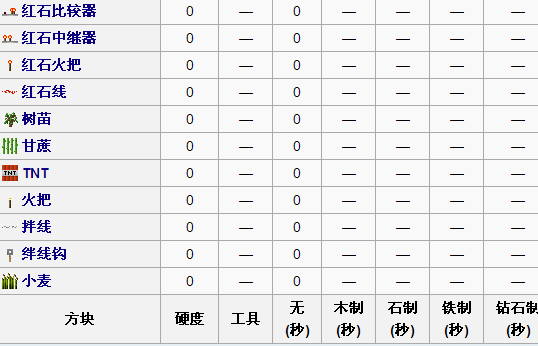 红石比较器 0 — 0 — — — —
红石中继器 0 — 0 — — — —
红石火把 0 — 0 — — — —
红石线 0 — 0 — — — —
树苗 0 — 0 — — — —
甘蔗 0 — 0 — — — —
TNT TNT 0 — 0 — — — —
火把 0 — 0 — — — —
拌线 0 — 0 — — — —
绊线钩 0 — 0 — — — —
小麦 0 — 0 — — — —
方块 硬度 工具 无 木制 石制 铁制 钻石制
(秒) (秒) (秒) (秒) (秒)